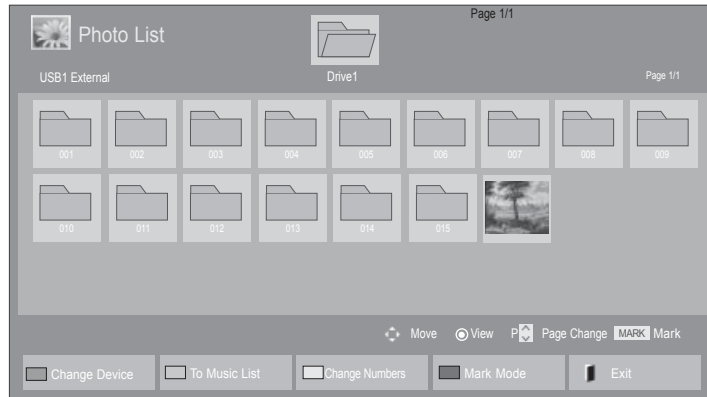 Page 1/1
Photo List
USB1 External
Drive1
Page 1/1
001 002 003 004 005 006 007 008 009
010 011 012 013 014 015
Move View P Page Change MARK Mark
Change Device To Music List Change Numbers Mark Mode Exit